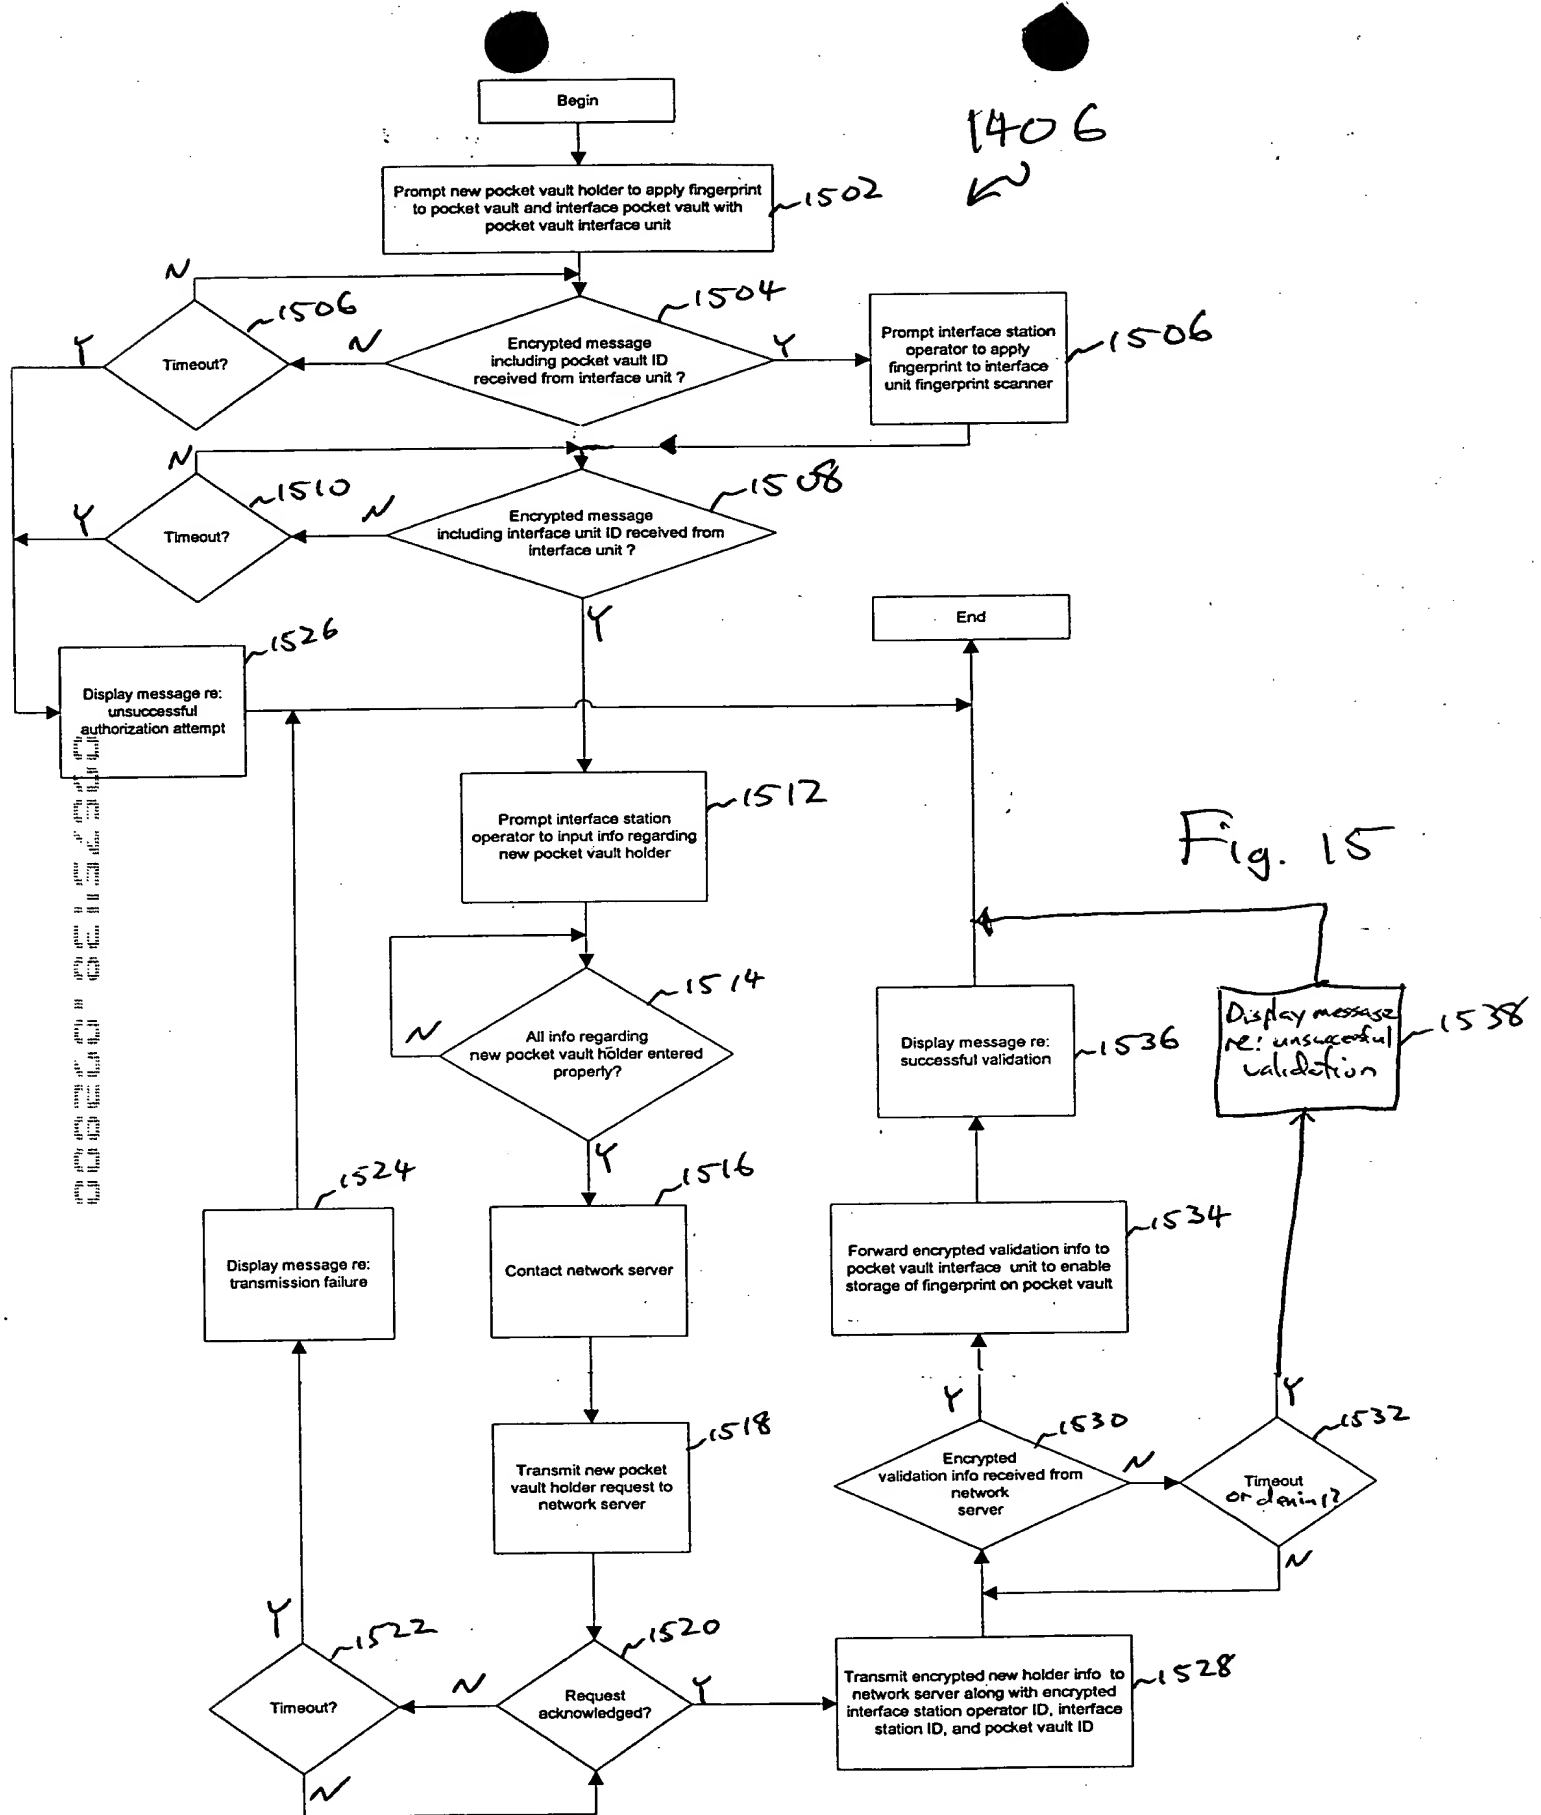 Begin
1406
Prompt new pocket vault holder to apply fingerprint
to pocket vault and interface pocket vault with
pocket vault interface unit
1502
N
1506
Timeout?
Y
N
1504
Encrypted message
including pocket vault ID
received from interface unit ?
Y
Prompt interface station
operator to apply
fingerprint to interface
unit fingerprint scanner
1506
N
1510
Timeout?
Y
N
1508
Encrypted message
including interface unit ID received from
interface unit ?
Y
End
1526
Display message re:
unsuccessful
authorization attempt
Prompt interface station
operator to input info regarding
new pocket vault holder
1512
Fig. 15
1514
All info regarding
new pocket vault holder entered
properly?
N
Y
Display message re:
successful validation
1536
Display message
re: unsuccessful
validation
1538
1524
Display message re:
transmission failure
1516
Contact network server
1534
Forward encrypted validation info to
pocket vault interface unit to enable
storage of fingerprint on pocket vault
Y
Y
1518
Transmit new pocket
vault holder request to
network server
1530
Encrypted
validation info received from
network
server
N
1532
Timeout
or denial?
N
Y
1522
Timeout?
N
N
1520
Request
acknowledged?
Y
Transmit encrypted new holder info to
network server along with encrypted
interface station operator ID, interface
station ID, and pocket vault ID
1528